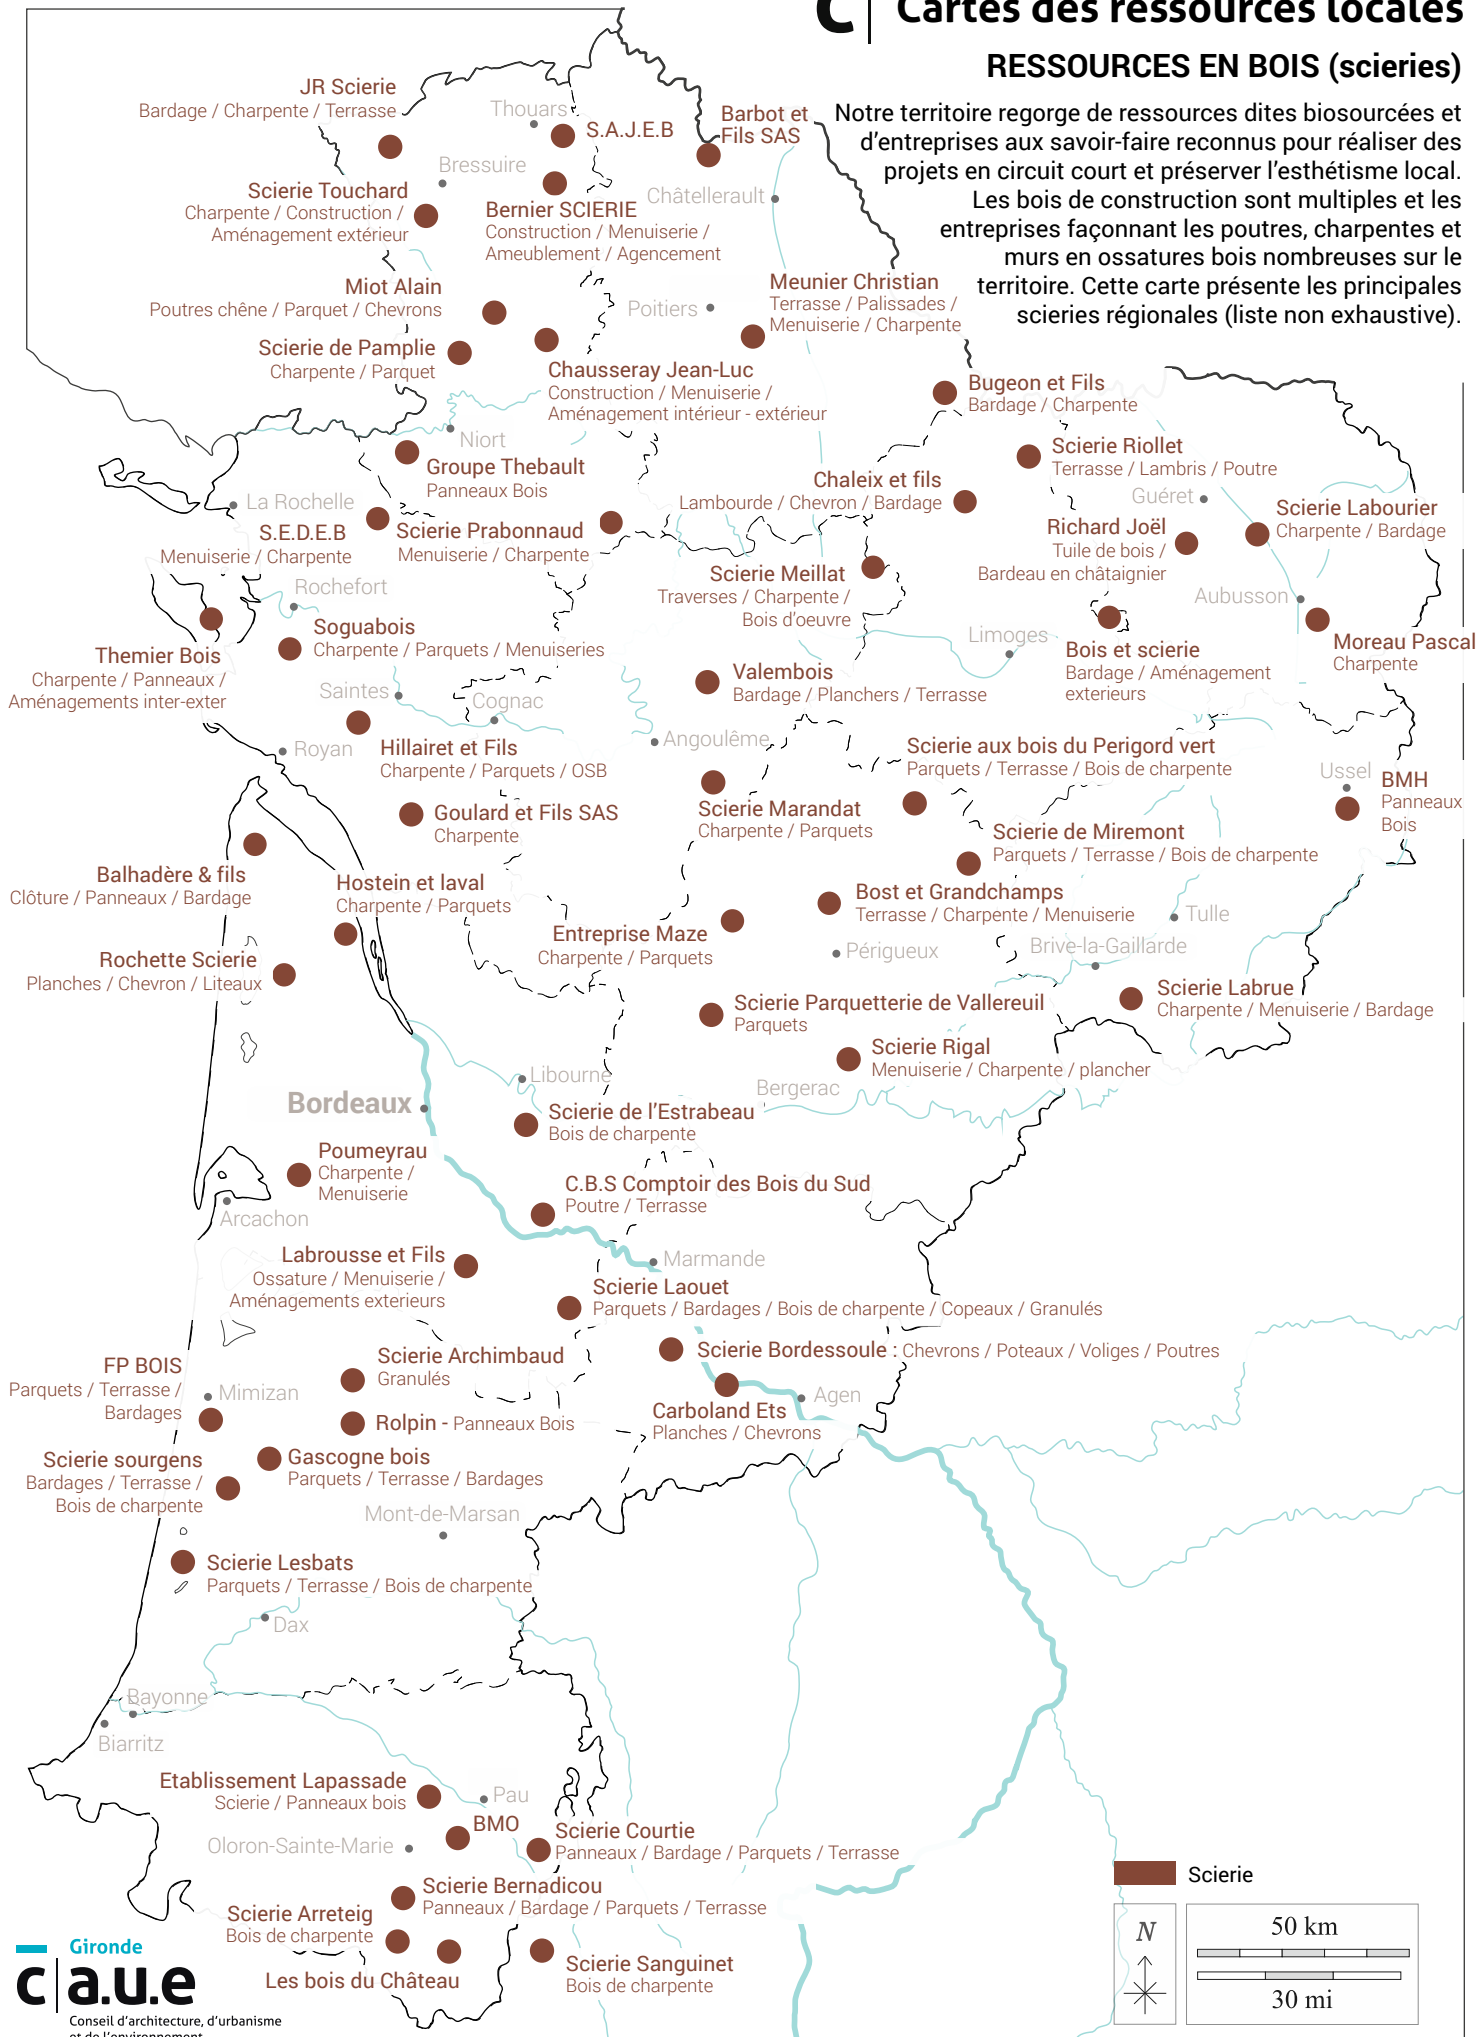 c | Cartes des ressources locales
RESSOURCES EN BOIS (scieries)
Notre territoire regorge de ressources dites biosourcées et
d’entreprises aux savoir-faire reconnus pour réaliser des
projets en circuit court et préserver l’esthétisme local.
Les bois de construction sont multiples et les
entreprises façonnant les poutres, charpentes et
murs en ossatures bois nombreuses sur le
territoire. Cette carte présente les principales
scieries régionales (liste non exhaustive).
JR Scierie
Bardage / Charpente / Terrasse
Thouars
S.A.J.E.B
Barbot et
Fils SAS
Bressuire
Scierie Touchard
Charpente / Construction /
Aménagement extérieur
Bernier SCIERIE
Construction / Menuiserie /
Ameublement / Agencement
Châtellerault
Miot Alain
Poutres chêne / Parquet / Chevrons
Poitiers
Meunier Christian
Terrasse / Palissades /
Menuiserie / Charpente
Scierie de Pamplie
Charpente / Parquet
Chausseray Jean-Luc
Construction / Menuiserie /
Aménagement intérieur - extérieur
Bugeon et Fils
Bardage / Charpente
Niort
Groupe Thebault
Panneaux Bois
Scierie Riollet
Terrasse / Lambris / Poutre
Chaleix et fils
Lambourde / Chevron / Bardage
Guéret
La Rochelle
S.E.D.E.B
Menuiserie / Charpente
Scierie Prabonnaud
Menuiserie / Charpente
Richard Joël
Tuile de bois /
Bardeau en châtaignier
Scierie Labourier
Charpente / Bardage
Rochefort
Scierie Meillat
Traverses / Charpente /
Bois d’oeuvre
Aubusson
Soguabois
Charpente / Parquets / Menuiseries
Limoges
Bois et scierie
Bardage / Aménagement
exterieurs
Moreau Pascal
Charpente
Themier Bois
Charpente / Panneaux /
Aménagements inter-exter
Saintes
Cognac
Valembois
Bardage / Planchers / Terrasse
Royan
Hillairet et Fils
Charpente / Parquets / OSB
Angoulême
Scierie aux bois du Perigord vert
Parquets / Terrasse / Bois de charpente
Ussel
BMH
Panneaux
Bois
Goulard et Fils SAS
Charpente
Scierie Marandat
Charpente / Parquets
Scierie de Miremont
Parquets / Terrasse / Bois de charpente
Balhadère & fils
Clôture / Panneaux / Bardage
Hostein et laval
Charpente / Parquets
Bost et Grandchamps
Terrasse / Charpente / Menuiserie
Tulle
Entreprise Maze
Charpente / Parquets
Périgueux
Brive-la-Gaillarde
Rochette Scierie
Planches / Chevron / Liteaux
Scierie Parquetterie de Vallereuil
Parquets
Scierie Labrue
Charpente / Menuiserie / Bardage
Scierie Rigal
Menuiserie / Charpente / plancher
Libourne
Bergerac
Bordeaux
Scierie de l’Estrabeau
Bois de charpente
Poumeyrau
Charpente /
Menuiserie
C.B.S Comptoir des Bois du Sud
Poutre / Terrasse
Arcachon
Labrousse et Fils
Ossature / Menuiserie /
Aménagements exterieurs
Marmande
Scierie Laouet
Parquets / Bardages / Bois de charpente / Copeaux / Granulés
Scierie Bordessoule : Chevrons / Poteaux / Voliges / Poutres
FP BOIS
Parquets / Terrasse /
Bardages
Mimizan
Scierie Archimbaud
Granulés
Agen
Carboland Ets
Planches / Chevrons
Rolpin - Panneaux Bois
Scierie sourgens
Bardages / Terrasse /
Bois de charpente
Gascogne bois
Parquets / Terrasse / Bardages
Mont-de-Marsan
Scierie Lesbats
Parquets / Terrasse / Bois de charpente
Dax
Bayonne
Biarritz
Etablissement Lapassade
Scierie / Panneaux bois
Pau
BMO
Oloron-Sainte-Marie
Scierie Courtie
Panneaux / Bardage / Parquets / Terrasse
Scierie Bernadicou
Panneaux / Bardage / Parquets / Terrasse
Scierie Arreteig
Bois de charpente
Les bois du Château
Scierie Sanguinet
Bois de charpente
Scierie
N
50 km
30 mi
Gironde
c|a.u.e
Conseil d’architecture, d’urbanisme
et de l’environnement